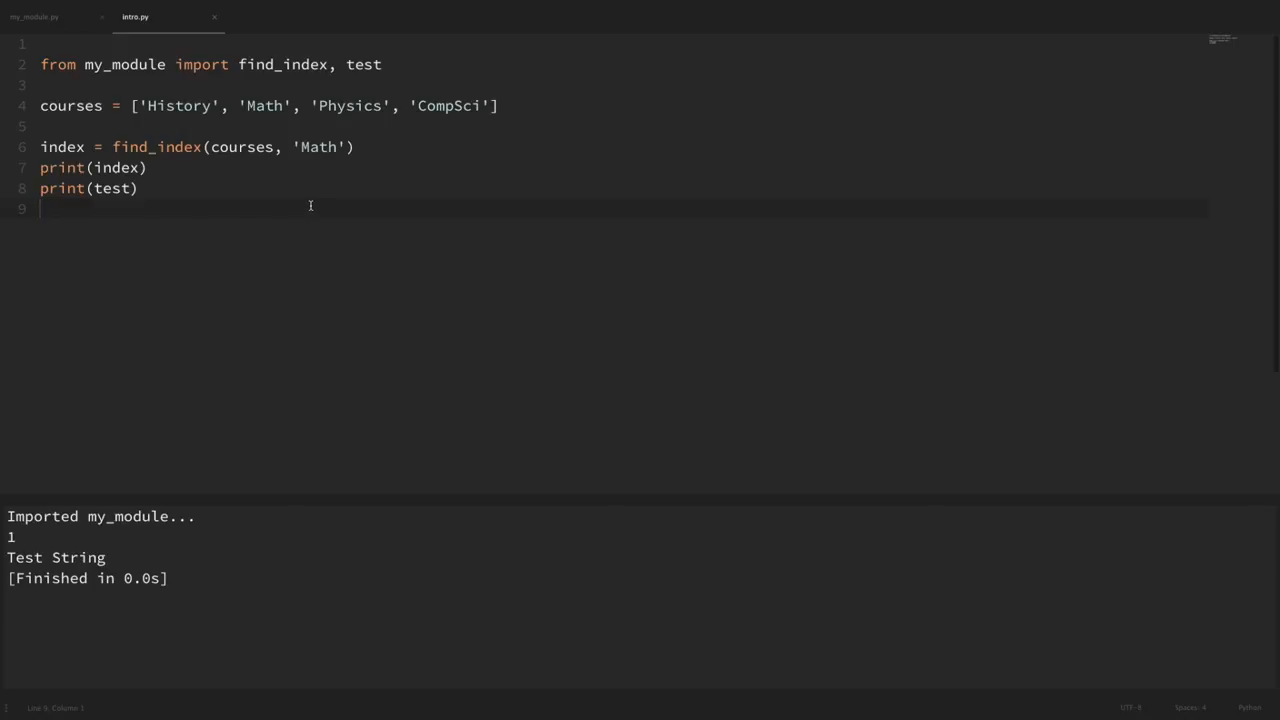 my_module.py
intro.py
1
2 from my_module import find_index, test
3
4 courses = ['History', 'Math', 'Physics', 'CompSci']
5
6 index = find_index(courses, 'Math')
7 print(index)
8 print(test)
9
Imported my_module...
1
Test String
[Finished in 0.0s]
Line 9, Column 1
UTF-8
Spaces: 4
Python